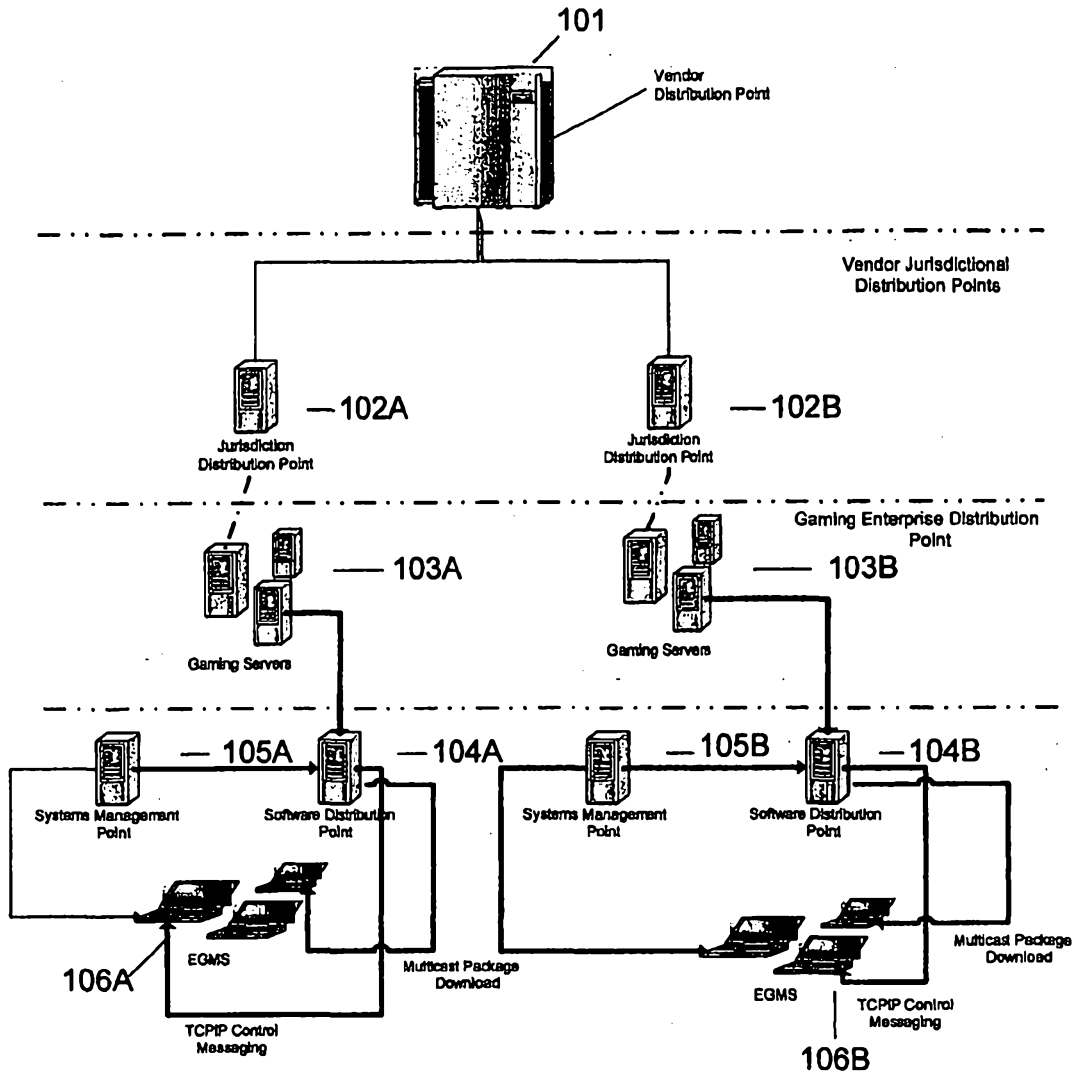 101
Vendor
Distribution Point
Vendor Jurisdictional
Distribution Points
102A
102B
Jurisdiction
Distribution Point
Jurisdiction
Distribution Point
Gaming Enterprise Distribution
Point
103A
103B
Gaming Servers
Gaming Servers
105A
104A
105B
104B
Systems Management
Point
Software Distribution
Point
Systems Management
Point
Software Distribution
Point
106A
EGMS
Multicast Package
Download
TCPIP Control
Messaging
EGMS
Multicast Package
Download
TCPIP Control
Messaging
106B